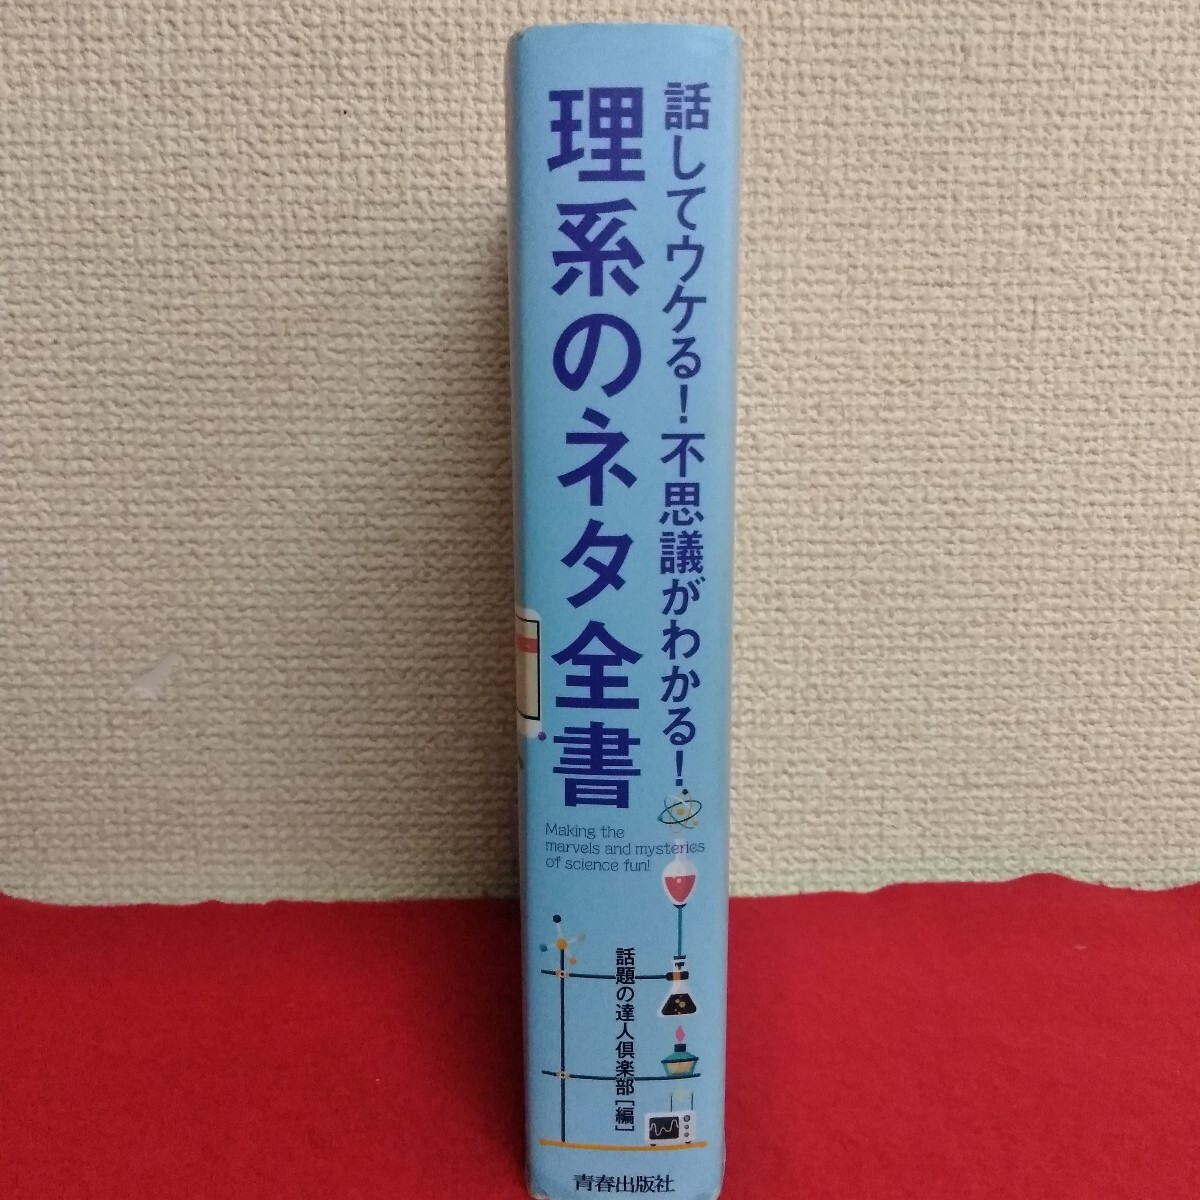 話してウケる！不思議がわかる！
理系のネタ全書
Making the
marvels and mysteries
of science fun!
話題の達人倶楽部［編］
青春出版社